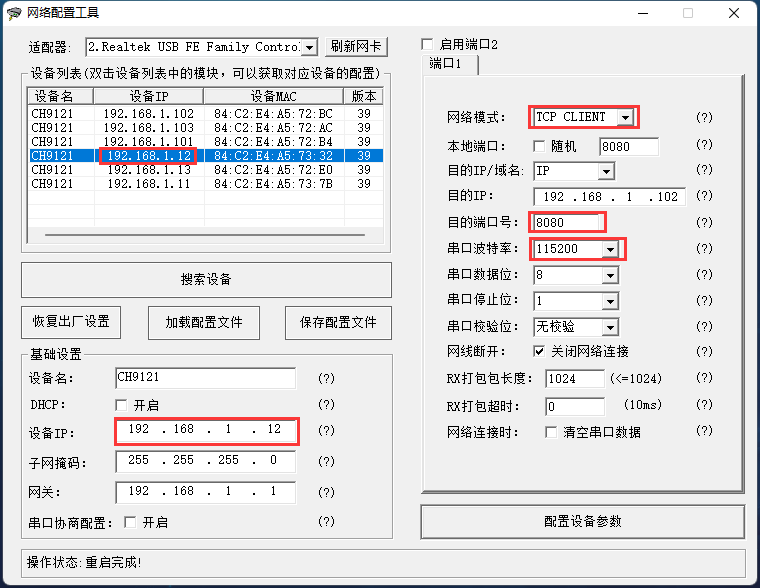 网络配置工具
适配器: 2.Realtek USB FE Family Contro 刷新网卡
设备列表(双击设备列表中的模块，可以获取对应设备的配置)
设备名 设备IP 设备MAC 版本
CH9121 192.168.1.102 84:C2:E4:A5:72:BC 39
CH9121 192.168.1.103 84:C2:E4:A5:72:AC 39
CH9121 192.168.1.101 84:C2:E4:A5:72:B4 39
CH9121 192.168.1.12 84:C2:E4:A5:73:32 39
CH9121 192.168.1.13 84:C2:E4:A5:72:E0 39
CH9121 192.168.1.11 84:C2:E4:A5:73:7B 39
搜索设备
恢复出厂设置 加载配置文件 保存配置文件
基础设置
设备名: CH9121 (?)
DHCP: 开启 (?)
设备IP: 192 .168 . 1 . 12 (?)
子网掩码: 255 .255 .255 . 0 (?)
网关: 192 .168 . 1 . 1 (?)
串口协商配置: 开启 (?)
启用端口2
端口1
网络模式: TCP CLIENT (?)
本地端口: 随机 8080 (?)
目的IP/域名: IP (?)
目的IP: 192 .168 . 1 .102 (?)
目的端口号: 8080 (?)
串口波特率: 115200 (?)
串口数据位: 8 (?)
串口停止位: 1 (?)
串口校验位: 无校验 (?)
网线断开: 关闭网络连接 (?)
RX打包包长度: 1024 (<=1024) (?)
RX打包超时: 0 (10ms) (?)
网络连接时: 清空串口数据 (?)
配置设备参数
操作状态:重启完成!